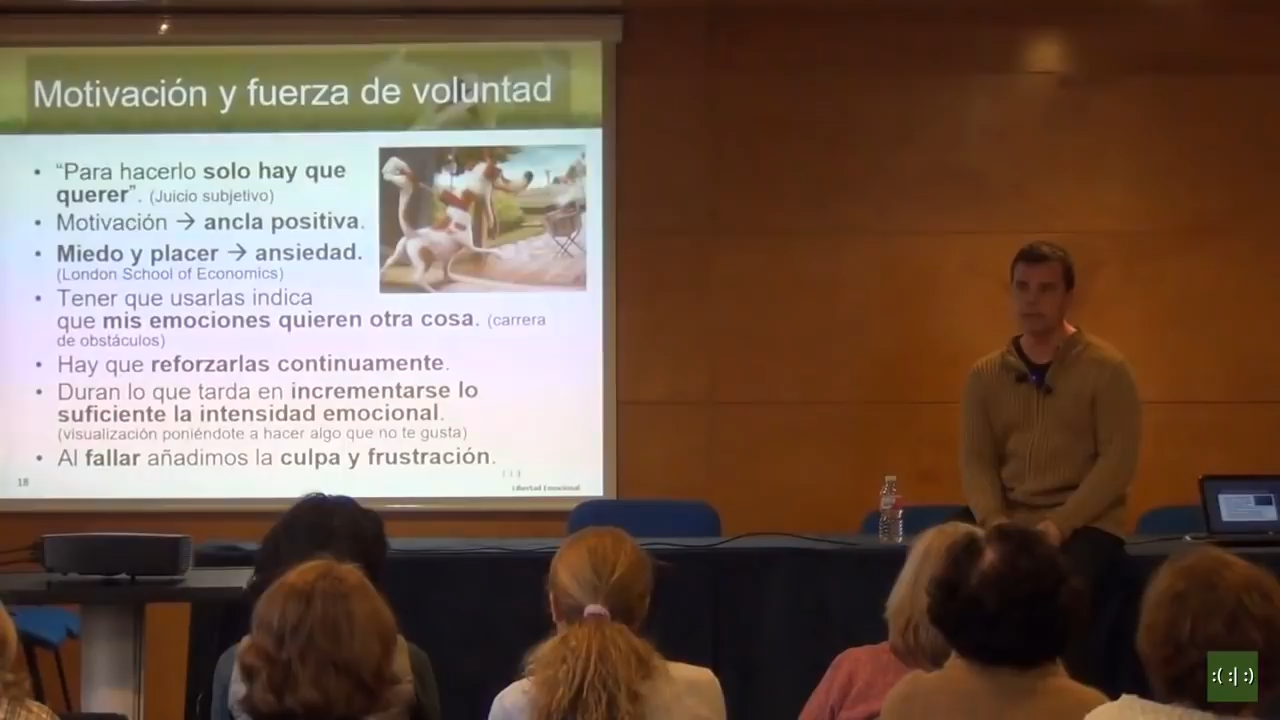 Motivación y fuerza de voluntad
• “Para hacerlo solo hay que
querer”. (Juicio subjetivo)
• Motivación → ancla positiva.
• Miedo y placer → ansiedad.
(London School of Economics)
• Tener que usarlas indica
que mis emociones quieren otra cosa. (carrera
de obstáculos)
• Hay que reforzarlas continuamente.
• Duran lo que tarda en incrementarse lo
suficiente la intensidad emocional.
(visualización poniéndote a hacer algo que no te gusta)
• Al fallar añadimos la culpa y frustración.
18
Libertad Emocional
:( :| :)